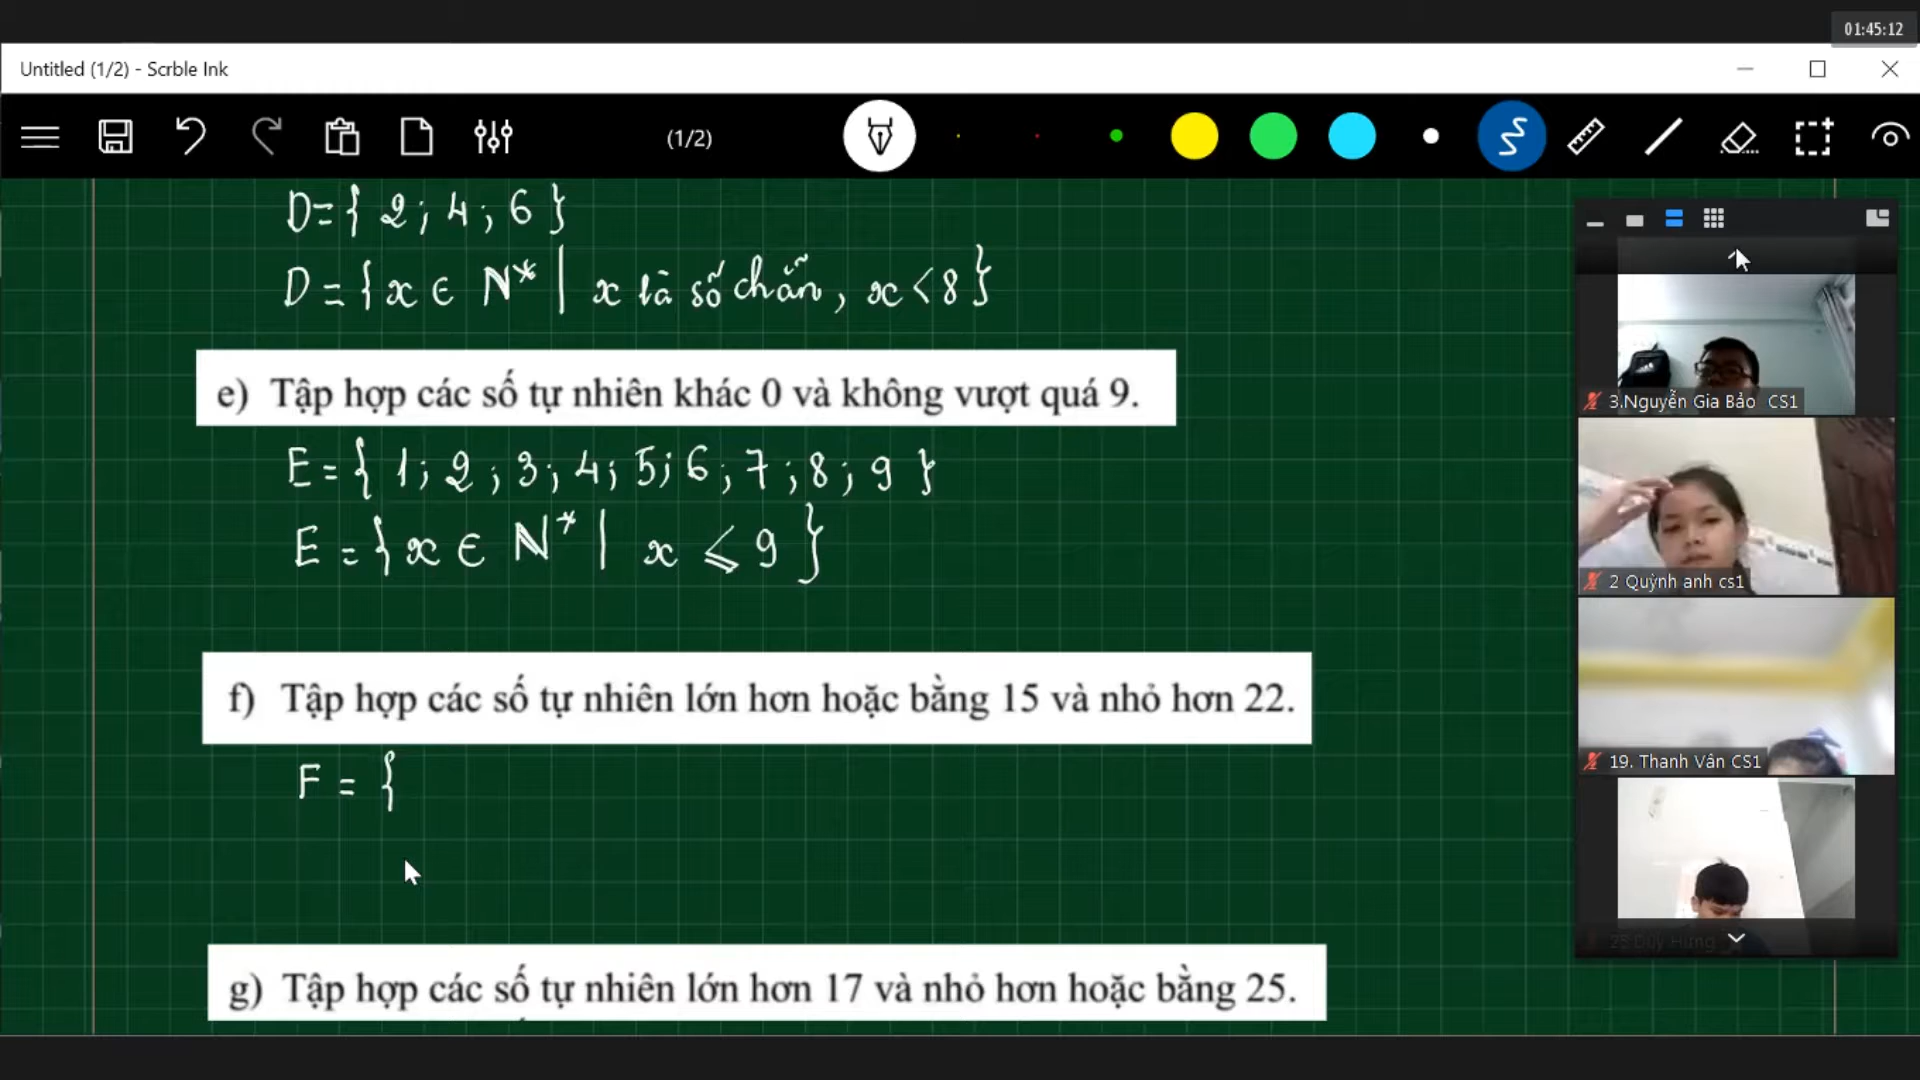 01:45:12
Untitled (1/2) - Scrble Ink
(1/2)
D = { 2 ; 4 ; 6 }
D = { x ∈ N* | x là số chẵn, x < 8 }
e) Tập hợp các số tự nhiên khác 0 và không vượt quá 9.
E = { 1 ; 2 ; 3 ; 4 ; 5 ; 6 ; 7 ; 8 ; 9 }
E = { x ∈ N* | x ⩽ 9 }
f) Tập hợp các số tự nhiên lớn hơn hoặc bằng 15 và nhỏ hơn 22.
F = {
g) Tập hợp các số tự nhiên lớn hơn 17 và nhỏ hơn hoặc bằng 25.
3.Nguyễn Gia Bảo CS1
2 Quỳnh anh cs1
19. Thanh Vân CS1
25 Duy Hưng